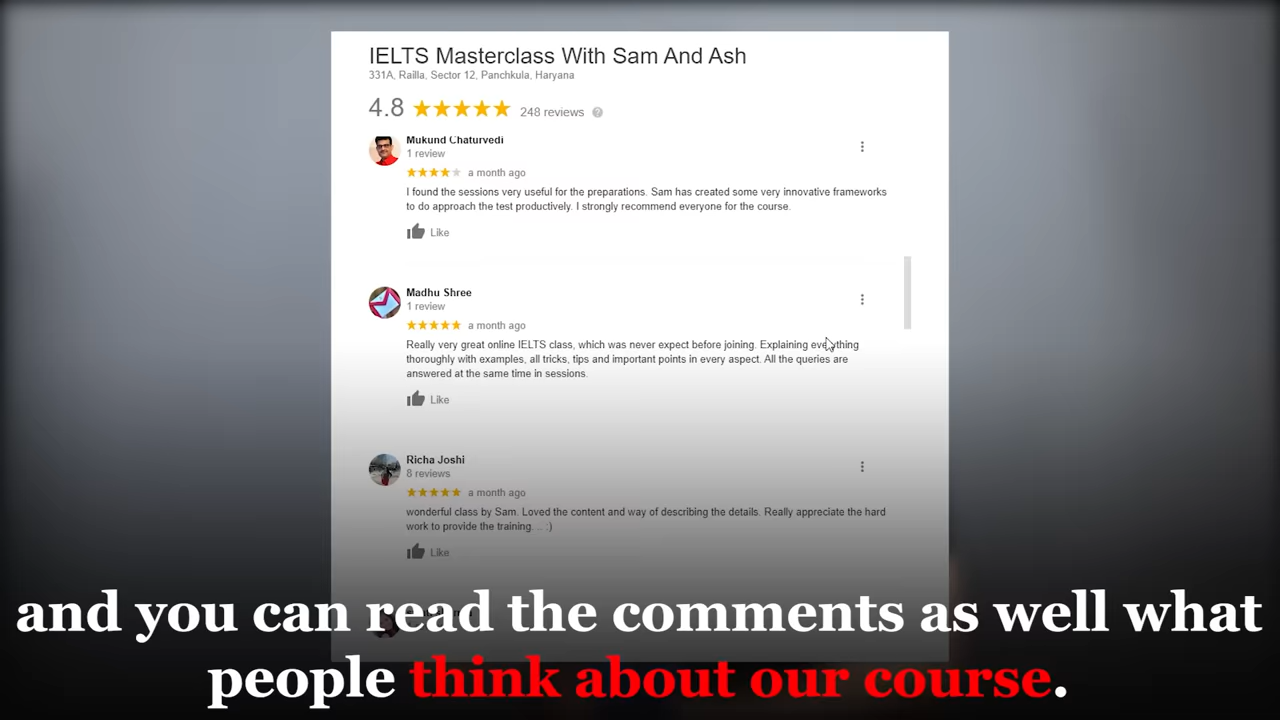 IELTS Masterclass With Sam And Ash
331A, Railla, Sector 12, Panchkula, Haryana
4.8 248 reviews
Mukund Chaturvedi
1 review
a month ago
I found the sessions very useful for the preparations. Sam has created some very innovative frameworks
to do approach the test productively. I strongly recommend everyone for the course.
Like
Madhu Shree
1 review
a month ago
Really very great online IELTS class, which was never expect before joining. Explaining everything
thoroughly with examples, all tricks, tips and important points in every aspect. All the queries are
answered at the same time in sessions.
Like
Richa Joshi
8 reviews
a month ago
wonderful class by Sam. Loved the content and way of describing the details. Really appreciate the hard
work to provide the training. .. :)
Like
and you can read the comments as well what
people think about our course.